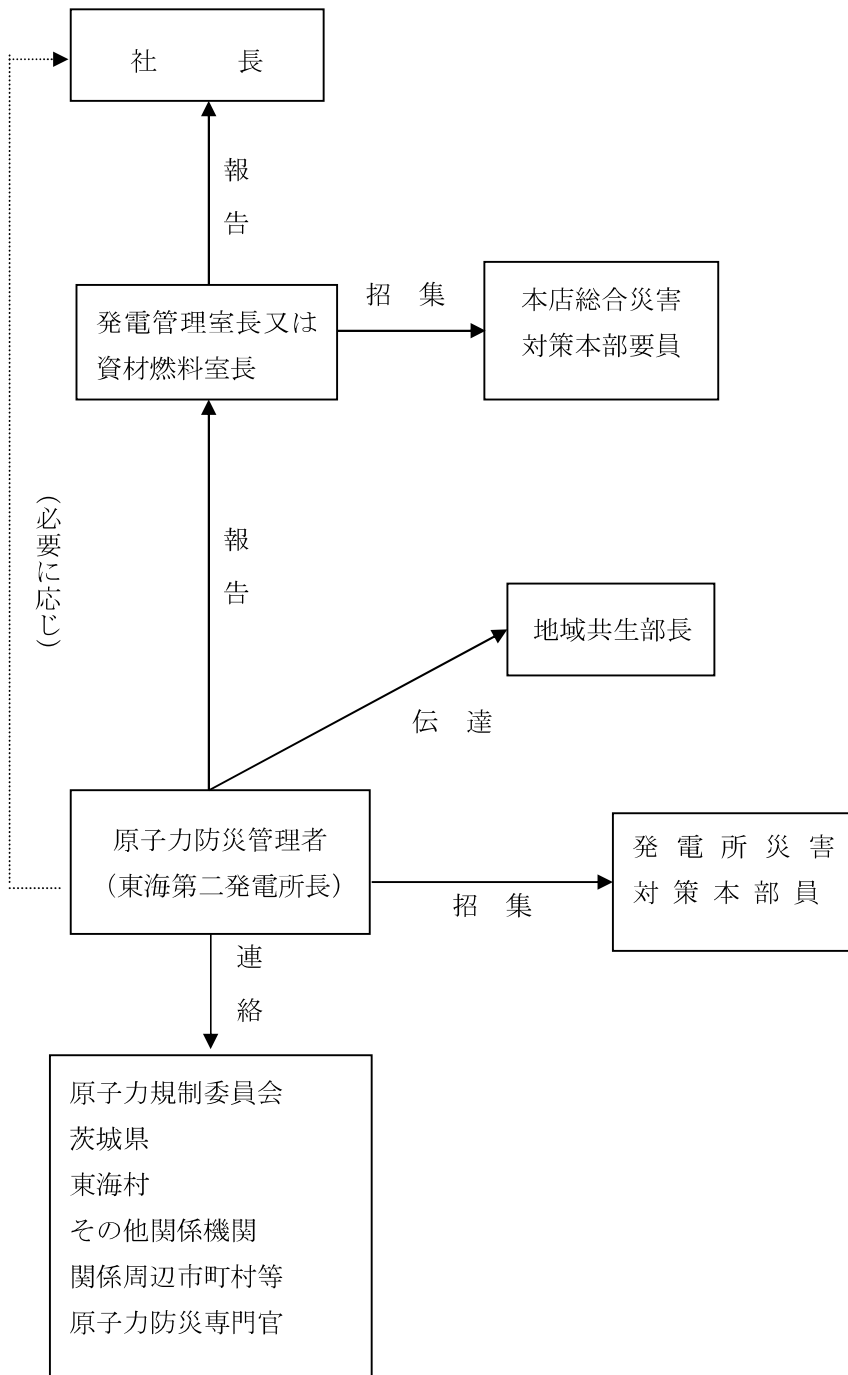 社　　長
報
告
発電管理室長又は
資材燃料室長
招　集
本店総合災害
対策本部要員
（必要に応じ）
報
告
地域共生部長
伝　達
原子力防災管理者
（東海第二発電所長）
招　集
発電所災害
対策本部員
連
絡
原子力規制委員会
茨城県
東海村
その他関係機関
関係周辺市町村等
原子力防災専門官